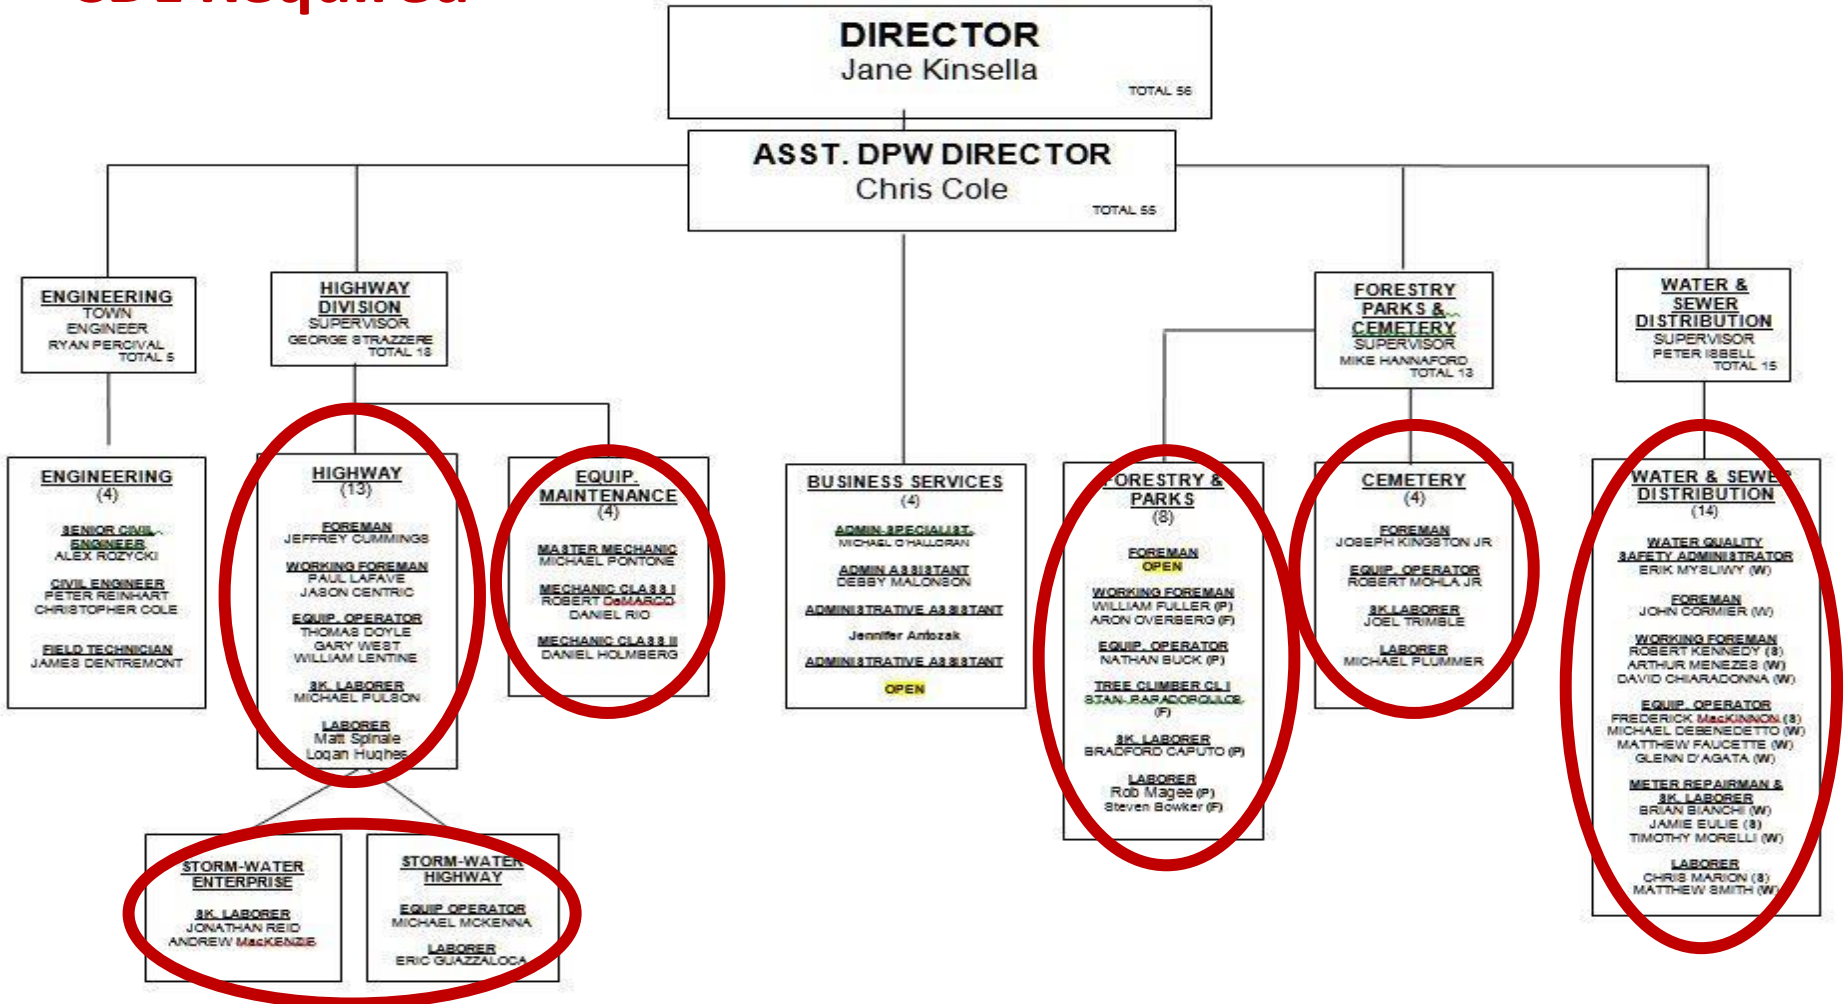 CDL Required
DIRECTOR
Jane Kinsella
TOTAL 56
ASST. DPW DIRECTOR
Chris Cole
TOTAL 55
ENGINEERING
TOWN
ENGINEER
RYAN PERCIVAL
TOTAL 5
HIGHWAY
DIVISION
SUPERVISOR
GEORGE STRAZZERE
TOTAL 18
FORESTRY
PARKS &
CEMETERY
SUPERVISOR
MIKE HANNAFORD
TOTAL 13
WATER &
SEWER
DISTRIBUTION
SUPERVISOR
PETER ISBELL
TOTAL 15
ENGINEERING
(4)
SENIOR CIVIL
ENGINEER
ALEX ROZYCKI
CIVIL ENGINEER
PETER REINHART
CHRISTOPHER COLE
FIELD TECHNICIAN
JAMES DENTREMONT
HIGHWAY
(13)
FOREMAN
JEFFREY CUMMINGS
WORKING FOREMAN
PAUL LAFAVE
JASON CENTRIC
EQUIP. OPERATOR
THOMAS DOYLE
GARY WEST
WILLIAM LENTINE
SK. LABORER
MICHAEL PULSON
LABORER
Matt Spinale
Logan Hughes
EQUIP.
MAINTENANCE
(4)
MASTER MECHANIC
MICHAEL PONTONE
MECHANIC CLASS I
ROBERT DeMARCO
DANIEL RIO
MECHANIC CLASS II
DANIEL HOLMBERG
BUSINESS SERVICES
(4)
ADMIN-SPECIALIST.
MICHAEL O'HALLORAN
ADMIN ASSISTANT
DEBBY MALONSON
ADMINISTRATIVE ASSISTANT
Jennifer Antozak
ADMINISTRATIVE ASSISTANT
OPEN
FORESTRY &
PARKS
(8)
FOREMAN
OPEN
WORKING FOREMAN
WILLIAM FULLER (P)
ARON OVERBERG (F)
EQUIP. OPERATOR
NATHAN BUCK (P)
TREE CLIMBER CL I
STAN PAPADOPOULOS
(F)
SK. LABORER
BRADFORD CAPUTO (P)
LABORER
Rob Magee (P)
Steven Bowker (F)
CEMETERY
(4)
FOREMAN
JOSEPH KINGSTON JR
EQUIP. OPERATOR
ROBERT MOHLA JR
SK.LABORER
JOEL TRIMBLE
LABORER
MICHAEL PLUMMER
WATER & SEWER
DISTRIBUTION
(14)
WATER QUALITY
SAFETY ADMINISTRATOR
ERIK MYSLIWY (W)
FOREMAN
JOHN CORMIER (W)
WORKING FOREMAN
ROBERT KENNEDY (S)
ARTHUR MENEZES (W)
DAVID CHIARADONNA (W)
EQUIP. OPERATOR
FREDERICK MacKINNON (S)
MICHAEL DEBENEDETTO (W)
MATTHEW FAUCETTE (W)
GLENN D'AGATA (W)
METER REPAIRMAN &
SK. LABORER
BRIAN BIANCHI (W)
JAMIE EULIE (S)
TIMOTHY MORELLI (W)
LABORER
CHRIS MARION (S)
MATTHEW SMITH (W)
STORM-WATER
ENTERPRISE
SK. LABORER
JONATHAN REID
ANDREW MacKENZIE
STORM-WATER
HIGHWAY
EQUIP OPERATOR
MICHAEL MCKENNA
LABORER
ERIC GUAZZALOCA